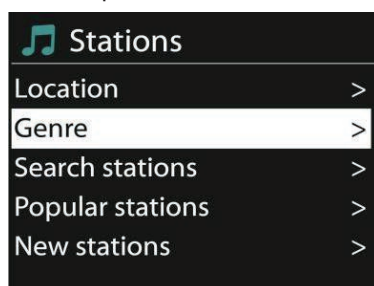 Stations
Location >
Genre >
Search stations >
Popular stations >
New stations >